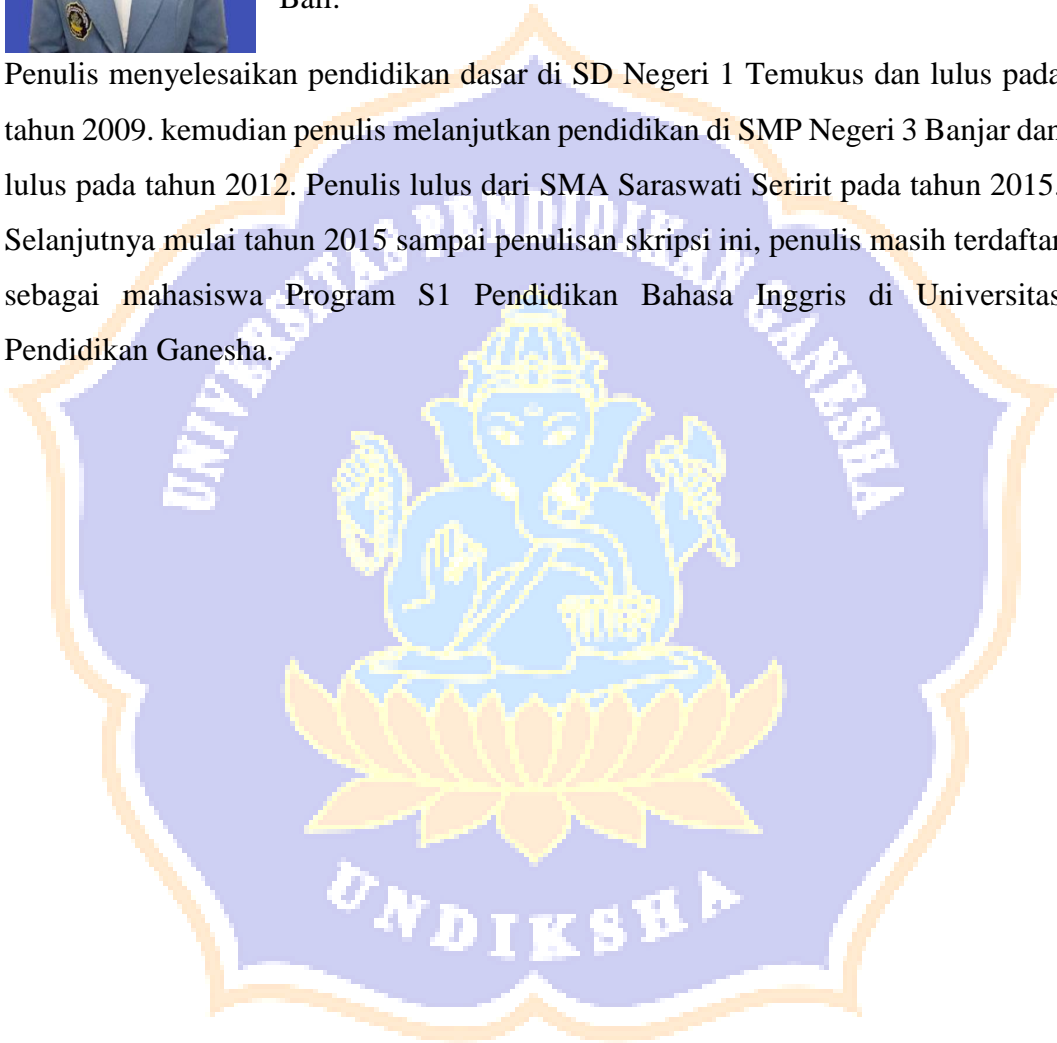 Bali.
Penulis menyelesaikan pendidikan dasar di SD Negeri 1 Temukus dan lulus pada
tahun 2009. kemudian penulis melanjutkan pendidikan di SMP Negeri 3 Banjar dan
lulus pada tahun 2012. Penulis lulus dari SMA Saraswati Seririt pada tahun 2015.
Selanjutnya mulai tahun 2015 sampai penulisan skripsi ini, penulis masih terdaftar
sebagai mahasiswa Program S1 Pendidikan Bahasa Inggris di Universitas
Pendidikan Ganesha.
UNIVERSITAS PENDIDIKAN GANESHA
UNDIKSHA